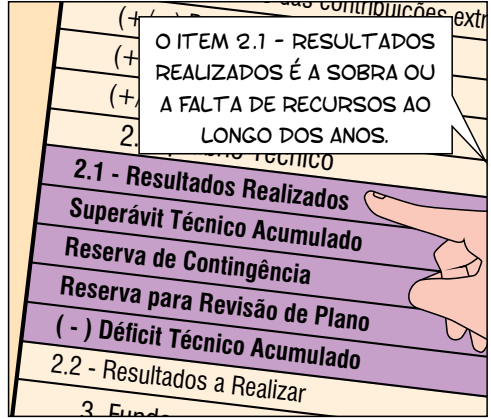 das contribuições extr
(+
(+
(+/
O ITEM 2.1 - RESULTADOS
REALIZADOS É A SOBRA OU
A FALTA DE RECURSOS AO
LONGO DOS ANOS.
2. Técnico
2.1 - Resultados Realizados
Superávit Técnico Acumulado
Reserva de Contingência
Reserva para Revisão de Plano
( - ) Déficit Técnico Acumulado
2.2 - Resultados a Realizar
3